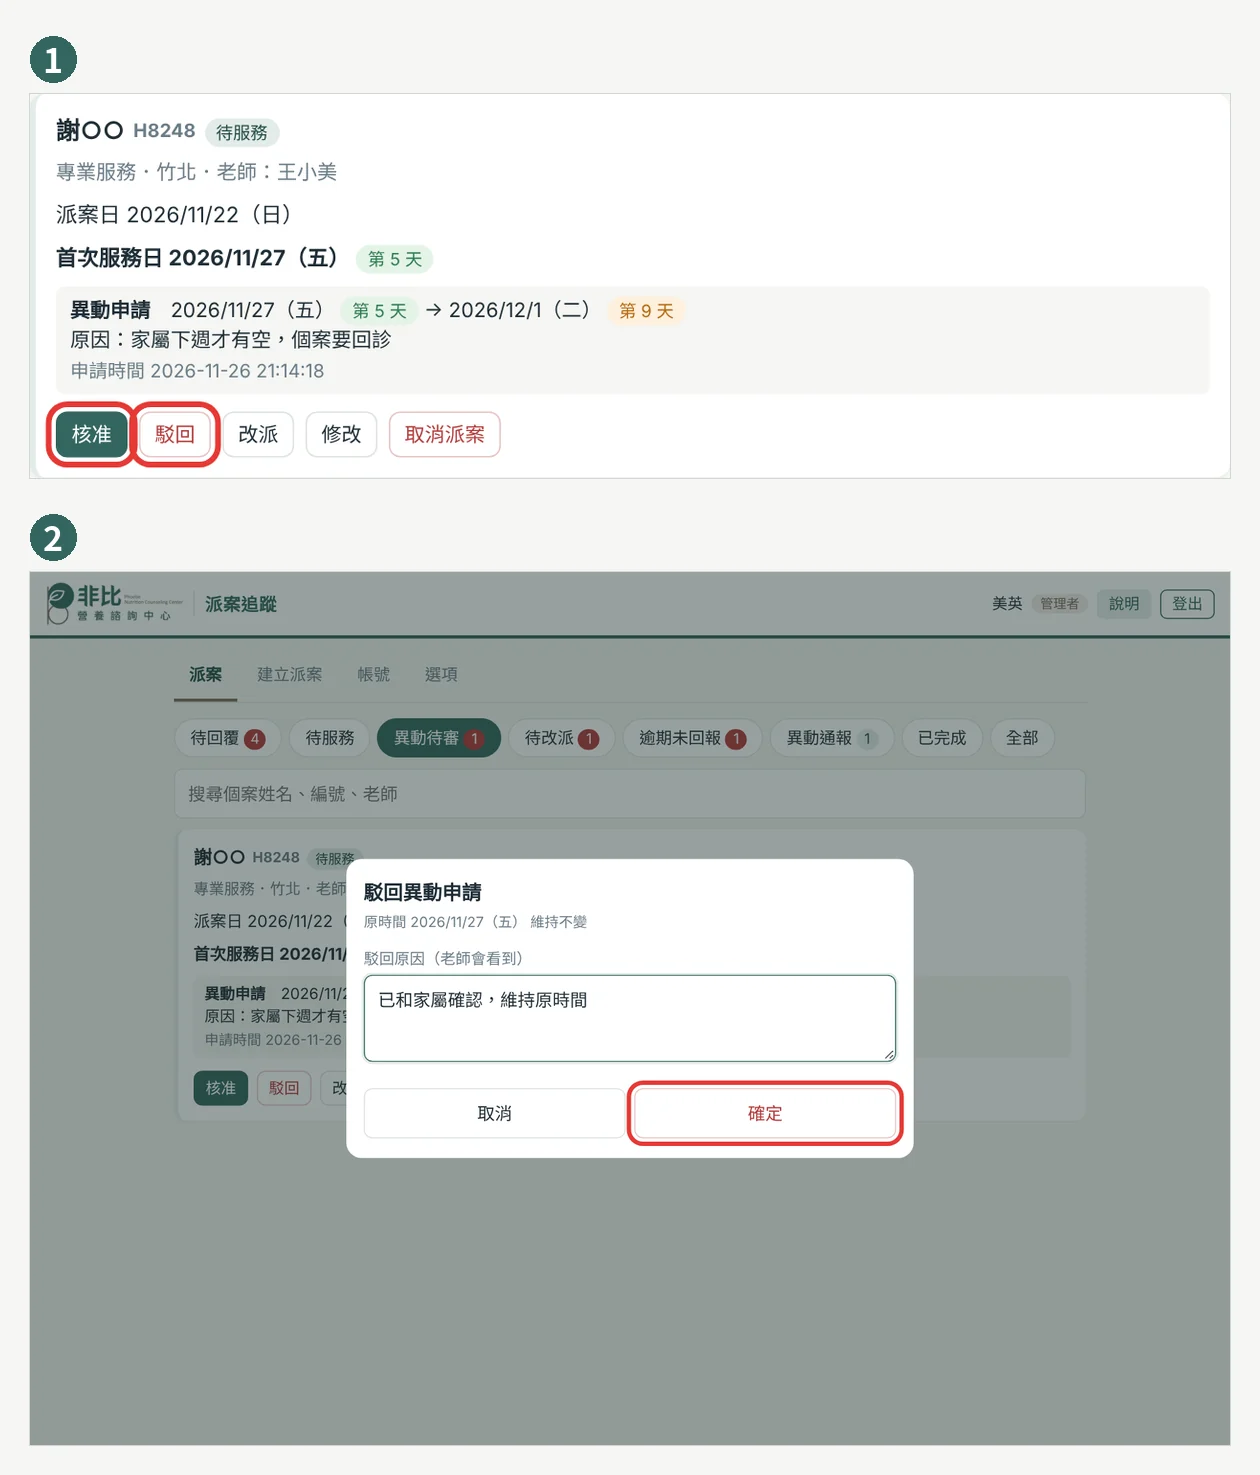 1
謝〇〇 H8248 待服務
專業服務・竹北・老師：王小美
派案日 2026/11/22（日）
首次服務日 2026/11/27（五） 第 5 天
異動申請 2026/11/27（五） 第 5 天 → 2026/12/1（二） 第 9 天
原因：家屬下週才有空，個案要回診
申請時間 2026-11-26 21:14:18
核准 駁回 改派 修改 取消派案
2
非比 派案追蹤 美英 管理者 說明 登出
營養諮詢中心
派案 建立派案 帳號 選項
待回覆 4 待服務 異動待審 1 待改派 1 逾期未回報 1 異動通報 1 已完成 全部
搜尋個案姓名、編號、老師
謝〇〇 H8248 待服務
專業服務・竹北・老師
派案日 2026/11/22（
首次服務日 2026/11/
異動申請 2026/11/2
原因：家屬下週才有空
申請時間 2026-11-26
核准 駁回 改
駁回異動申請
原時間 2026/11/27（五） 維持不變
駁回原因（老師會看到）
已和家屬確認，維持原時間
取消 確定